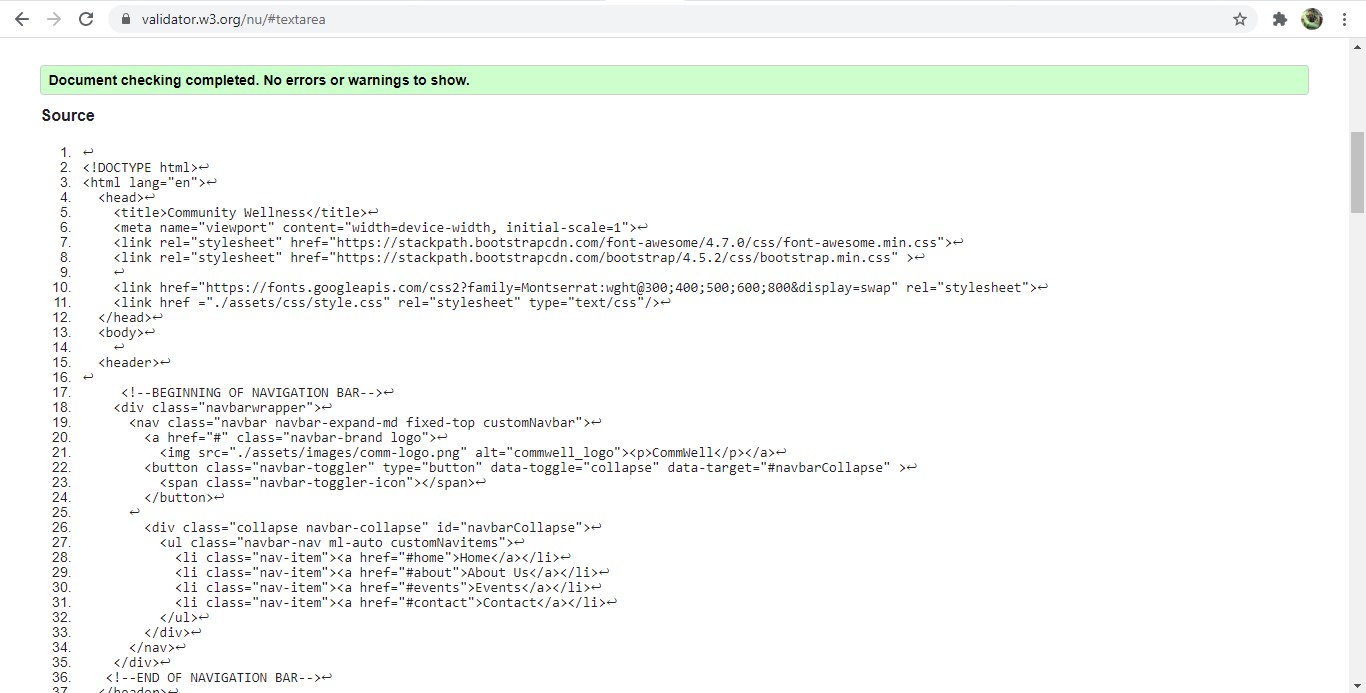 validator.w3.org/nu/#textarea
Document checking completed. No errors or warnings to show.
Source
1. ↩
2. <!DOCTYPE html>↩
3. <html lang="en">↩
4. <head>↩
5. <title>Community Wellness</title>↩
6. <meta name="viewport" content="width=device-width, initial-scale=1">↩
7. <link rel="stylesheet" href="https://stackpath.bootstrapcdn.com/font-awesome/4.7.0/css/font-awesome.min.css">↩
8. <link rel="stylesheet" href="https://stackpath.bootstrapcdn.com/bootstrap/4.5.2/css/bootstrap.min.css" >↩
9. ↩
10. <link href="https://fonts.googleapis.com/css2?family=Montserrat:wght@300;400;500;600;800&display=swap" rel="stylesheet">↩
11. <link href ="./assets/css/style.css" rel="stylesheet" type="text/css"/>↩
12. </head>↩
13. <body>↩
14. ↩
15. <header>↩
16. ↩
17. <!--BEGINNING OF NAVIGATION BAR-->↩
18. <div class="navbarwrapper">↩
19. <nav class="navbar navbar-expand-md fixed-top customNavbar">↩
20. <a href="#" class="navbar-brand logo">↩
21. <img src="./assets/images/comm-logo.png" alt="commwell_logo"><p>CommWell</p></a>↩
22. <button class="navbar-toggler" type="button" data-toggle="collapse" data-target="#navbarCollapse" >↩
23. <span class="navbar-toggler-icon"></span>↩
24. </button>↩
25. ↩
26. <div class="collapse navbar-collapse" id="navbarCollapse">↩
27. <ul class="navbar-nav ml-auto customNavitems">↩
28. <li class="nav-item"><a href="#home">Home</a></li>↩
29. <li class="nav-item"><a href="#about">About Us</a></li>↩
30. <li class="nav-item"><a href="#events">Events</a></li>↩
31. <li class="nav-item"><a href="#contact">Contact</a></li>↩
32. </ul>↩
33. </div>↩
34. </nav>↩
35. </div>↩
36. <!--END OF NAVIGATION BAR-->↩
37. </header>↩